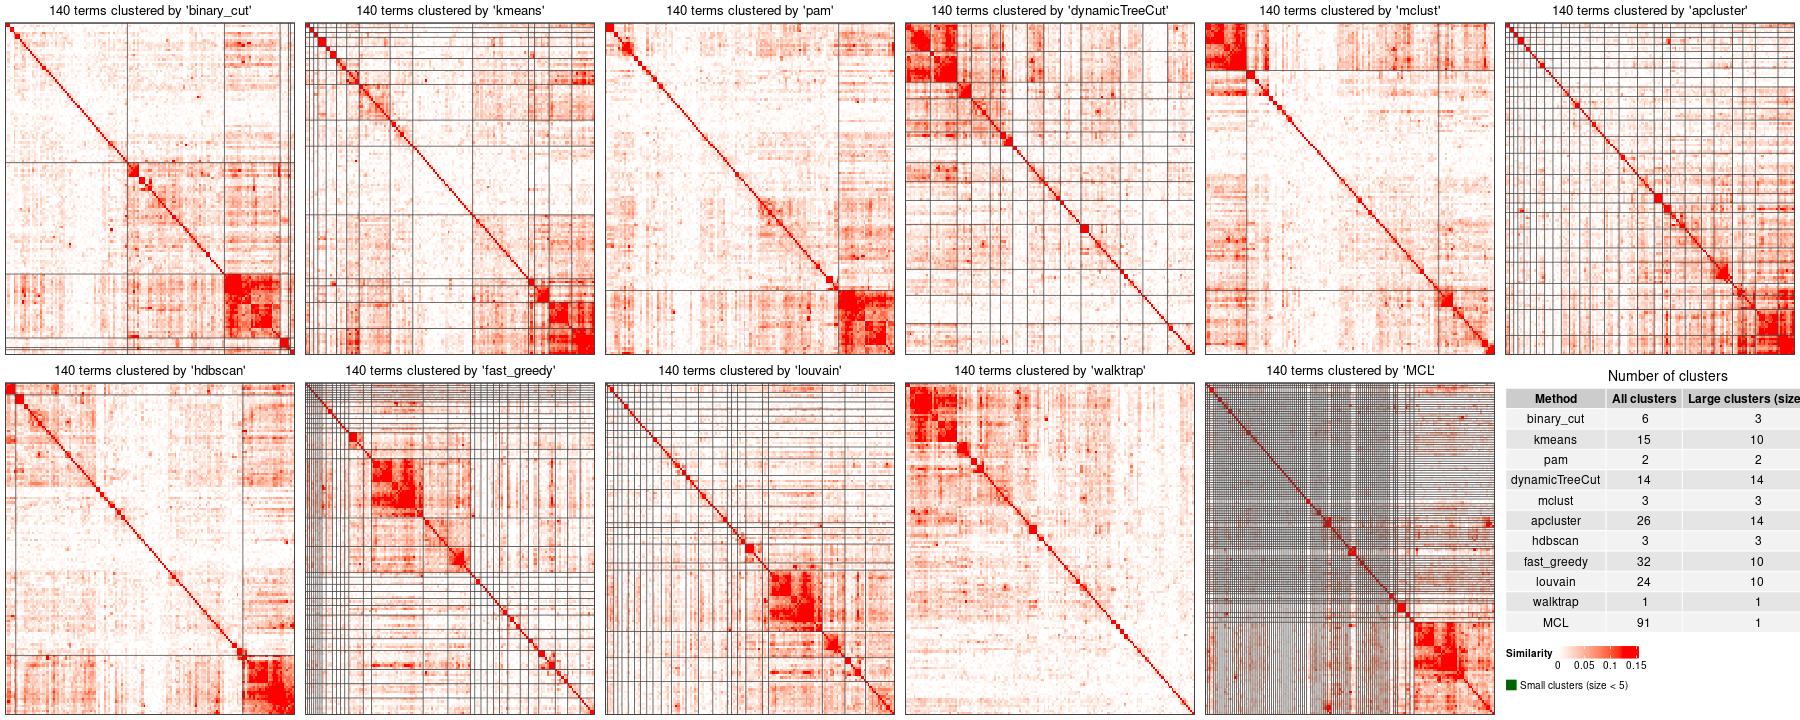 140 terms clustered by 'binary_cut'
140 terms clustered by 'kmeans'
140 terms clustered by 'pam'
140 terms clustered by 'dynamicTreeCut'
140 terms clustered by 'mclust'
140 terms clustered by 'apcluster'
140 terms clustered by 'hdbscan'
140 terms clustered by 'fast_greedy'
140 terms clustered by 'louvain'
140 terms clustered by 'walktrap'
140 terms clustered by 'MCL'
Number of clusters
Method All clusters Large clusters (size
binary_cut 6 3
kmeans 15 10
pam 2 2
dynamicTreeCut 14 14
mclust 3 3
apcluster 26 14
hdbscan 3 3
fast_greedy 32 10
louvain 24 10
walktrap 1 1
MCL 91 1
Similarity
0 0.05 0.1 0.15
Small clusters (size < 5)